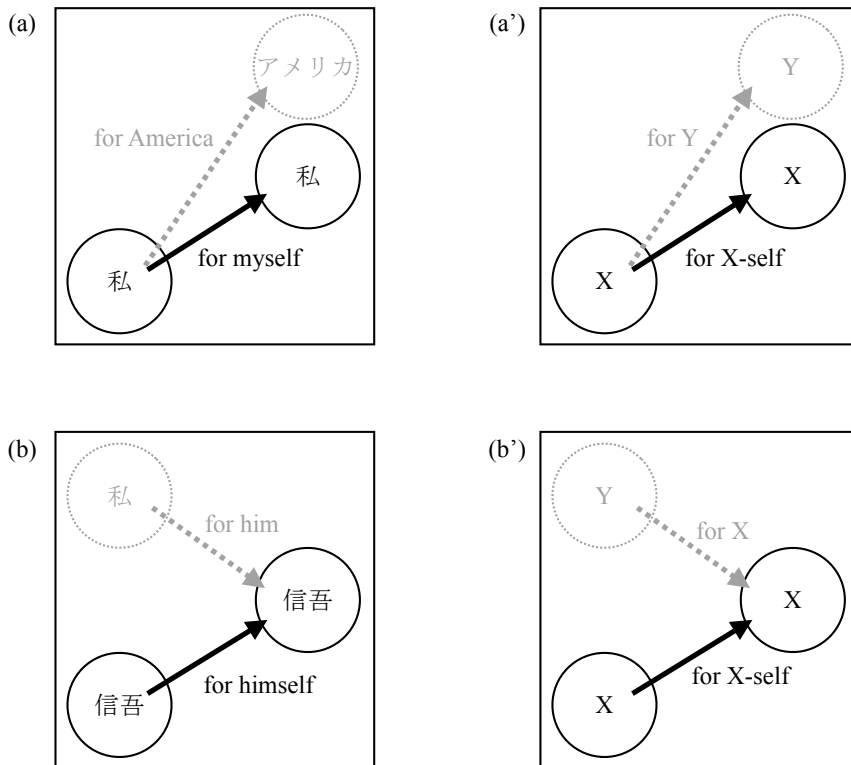 (a)
アメリカ
for America
私
for myself
私
(a’)
Y
for Y
X
for X-self
X
(b)
私
for him
信吾
for himself
信吾
(b’)
Y
for X
X
for X-self
X